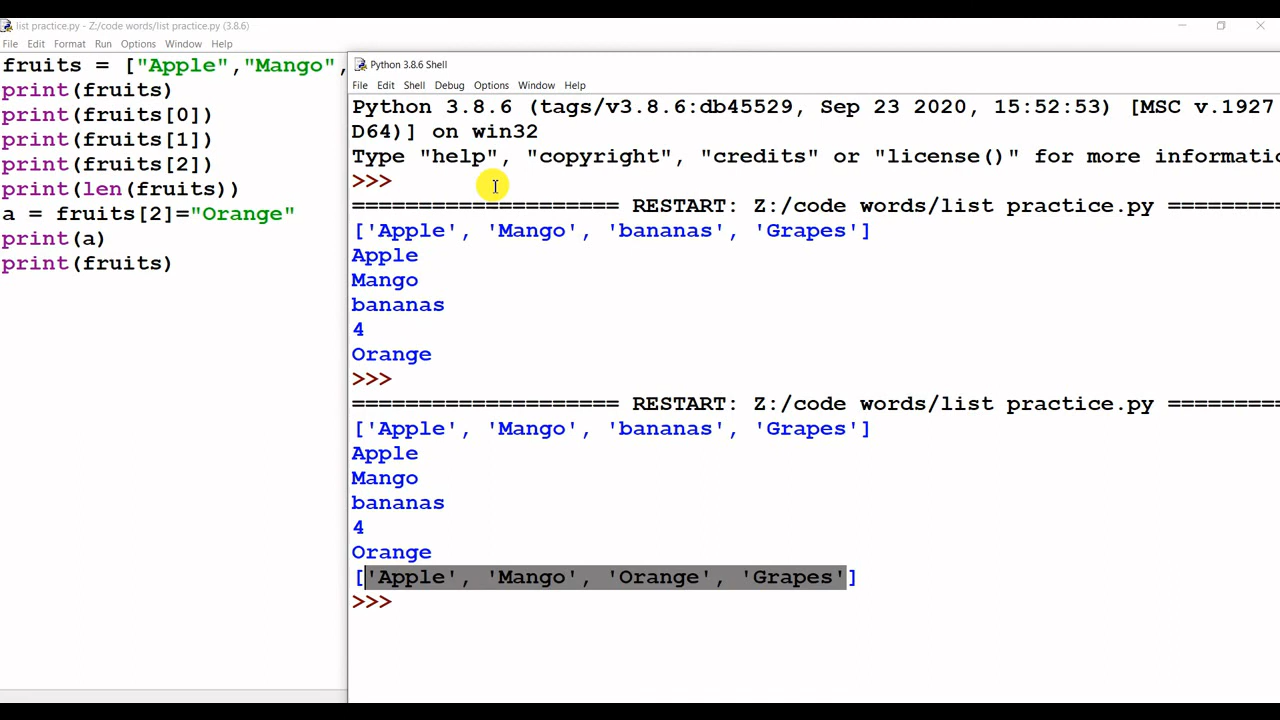 list practice.py - Z:/code words/list practice.py (3.8.6)
File Edit Format Run Options Window Help
fruits = ["Apple","Mango",
print(fruits)
print(fruits[0])
print(fruits[1])
print(fruits[2])
print(len(fruits))
a = fruits[2]="Orange"
print(a)
print(fruits)
Python 3.8.6 Shell
File Edit Shell Debug Options Window Help
Python 3.8.6 (tags/v3.8.6:db45529, Sep 23 2020, 15:52:53) [MSC v.1927
D64)] on win32
Type "help", "copyright", "credits" or "license()" for more informatio
>>>
==================== RESTART: Z:/code words/list practice.py =========
['Apple', 'Mango', 'bananas', 'Grapes']
Apple
Mango
bananas
4
Orange
>>>
==================== RESTART: Z:/code words/list practice.py =========
['Apple', 'Mango', 'bananas', 'Grapes']
Apple
Mango
bananas
4
Orange
['Apple', 'Mango', 'Orange', 'Grapes']
>>>